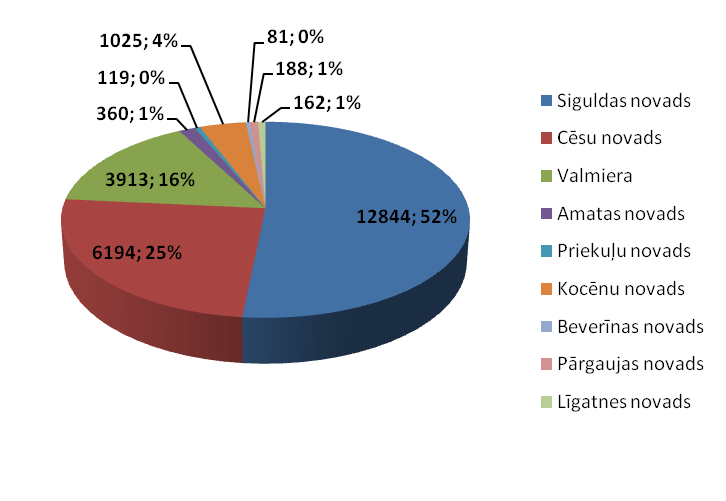 1025; 4%
81; 0%
119; 0%
188; 1%
360; 1%
162; 1%
3913; 16%
12844; 52%
6194; 25%
Siguldas novads
Cēsu novads
Valmiera
Amatas novads
Priekuļu novads
Kocēnu novads
Beverīnas novads
Pārgaujas novads
Līgatnes novads